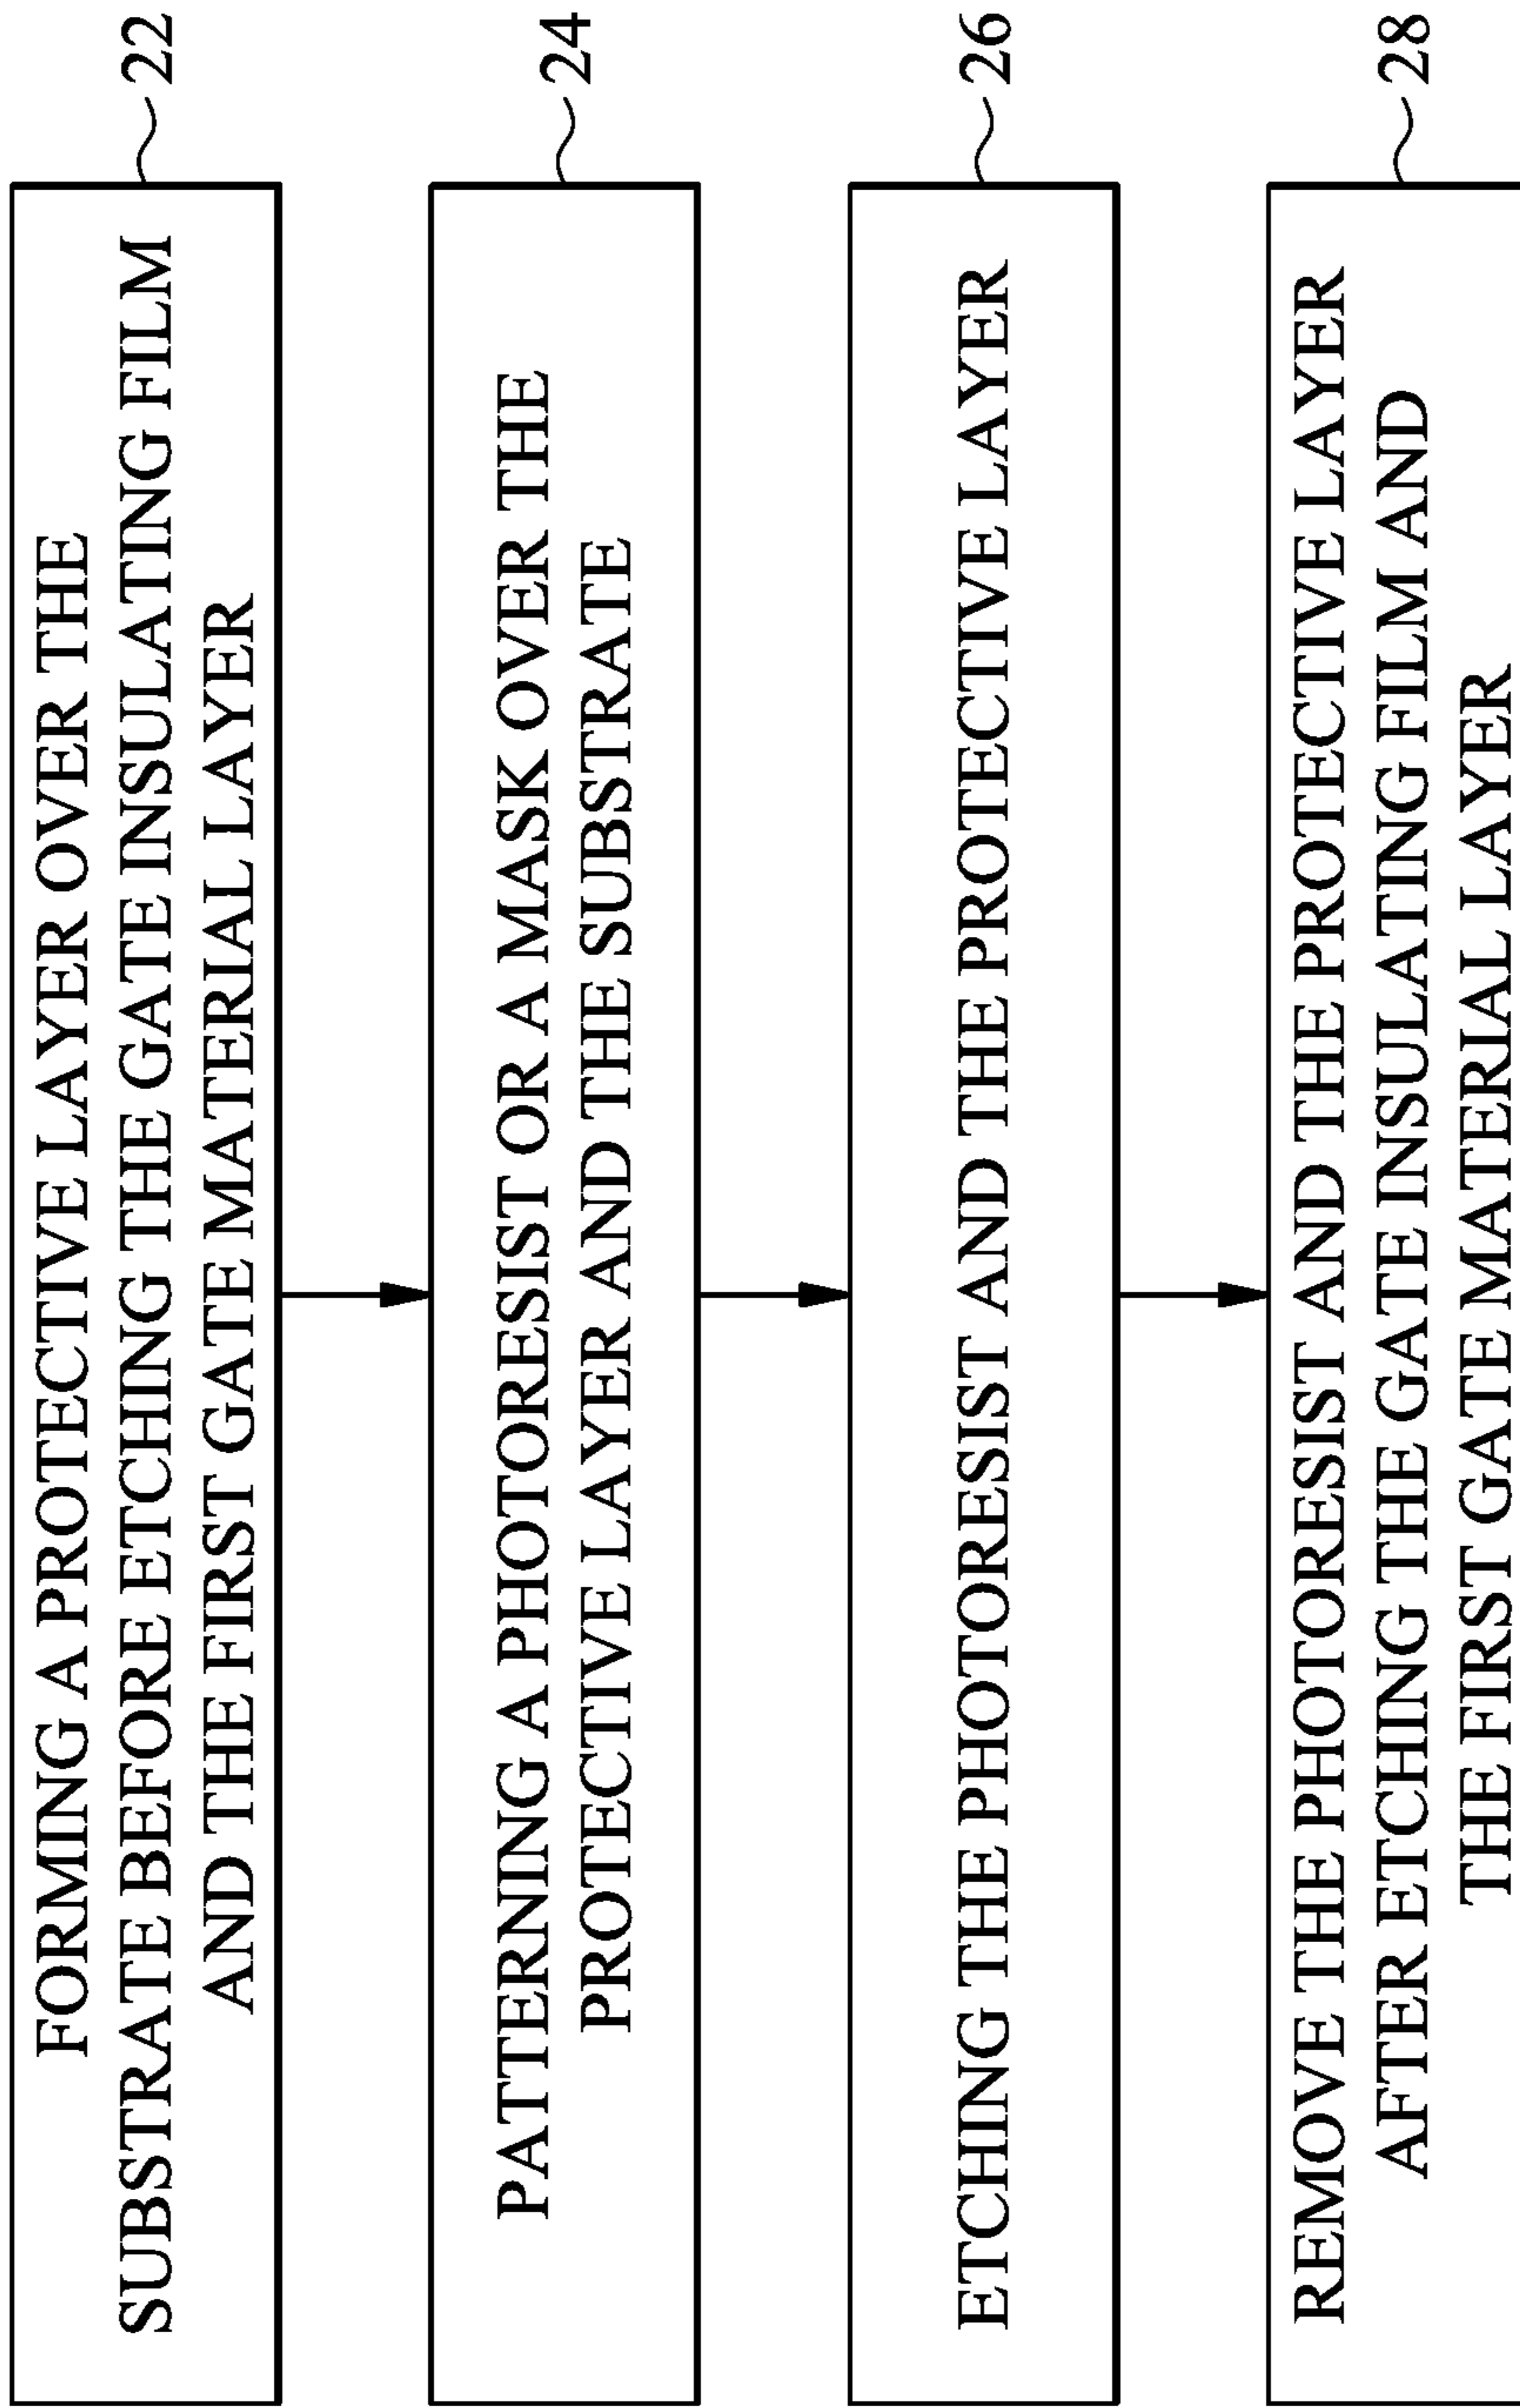 FORMING A PROTECTIVE LAYER OVER THE
SUBSTRATE BEFORE ETCHING THE GATE INSULATING FILM
AND THE FIRST GATE MATERIAL LAYER
22
PATTERNING A PHOTORESIST OR A MASK OVER THE
PROTECTIVE LAYER AND THE SUBSTRATE
24
ETCHING THE PHOTORESIST AND THE PROTECTIVE LAYER
26
REMOVE THE PHOTORESIST AND THE PROTECTIVE LAYER
AFTER ETCHING THE GATE INSULATING FILM AND
THE FIRST GATE MATERIAL LAYER
28